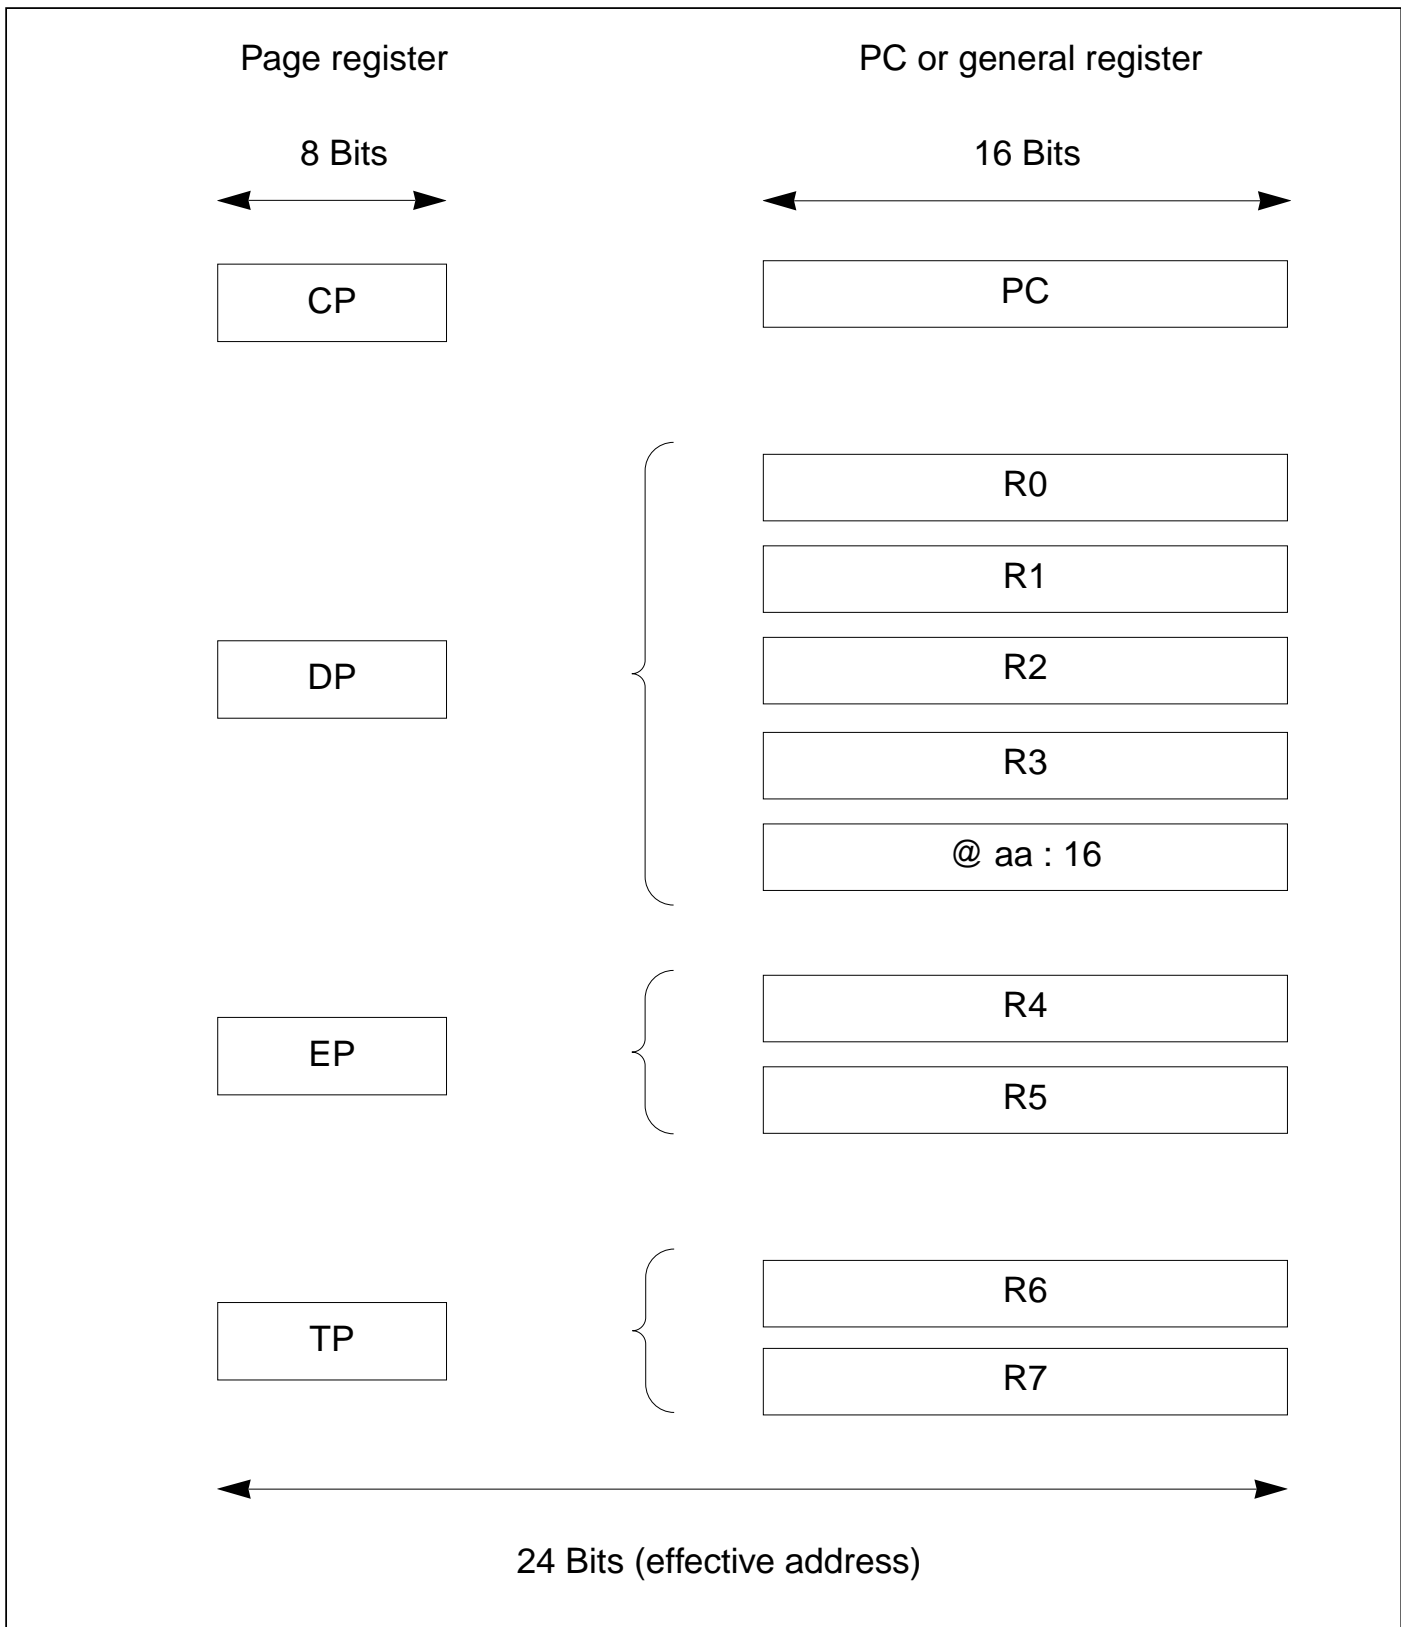 Page register
PC or general register
8 Bits
16 Bits
CP
PC
DP
R0
R1
R2
R3
@ aa : 16
EP
R4
R5
TP
R6
R7
24 Bits (effective address)